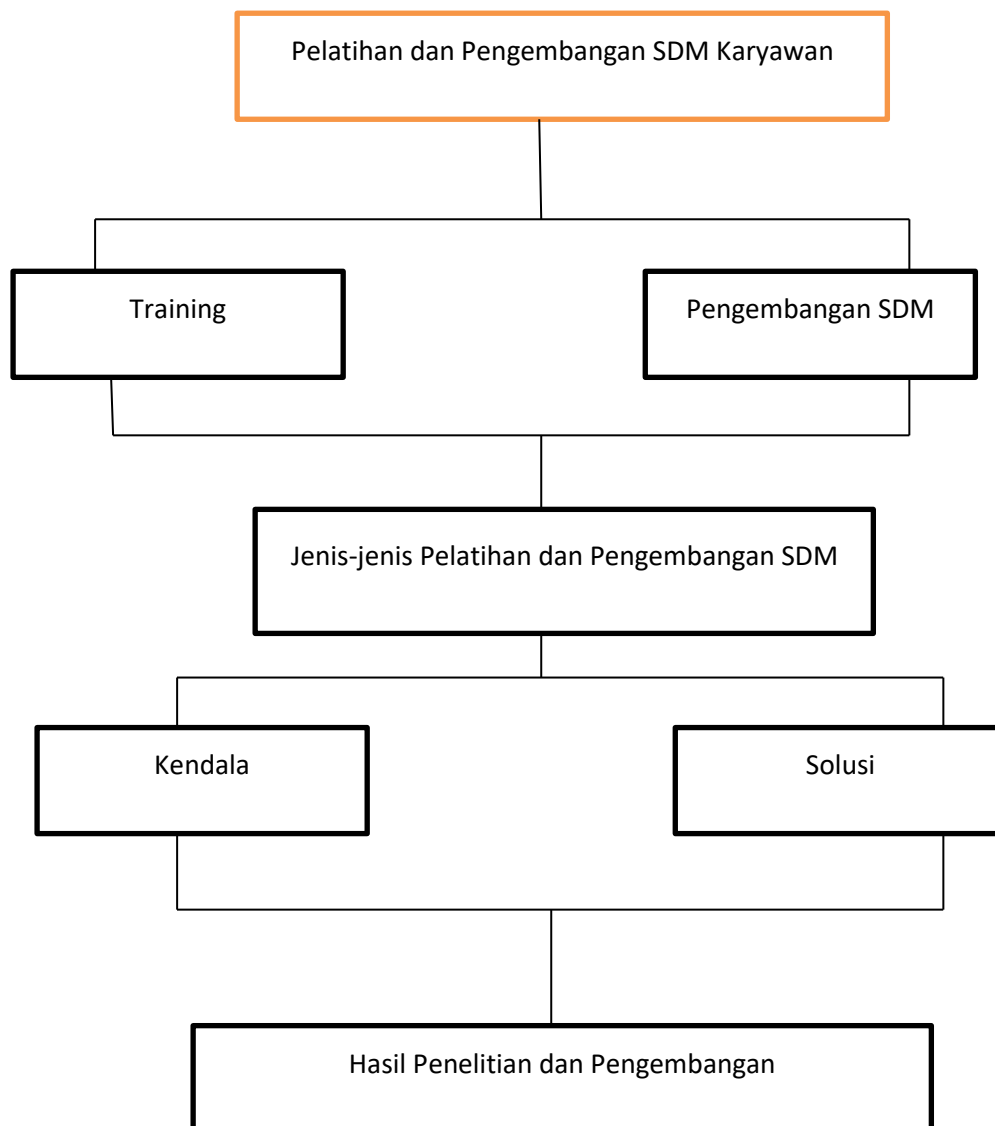 Pelatihan dan Pengembangan SDM Karyawan
Training
Pengembangan SDM
Jenis-jenis Pelatihan dan Pengembangan SDM
Kendala
Solusi
Hasil Penelitian dan Pengembangan